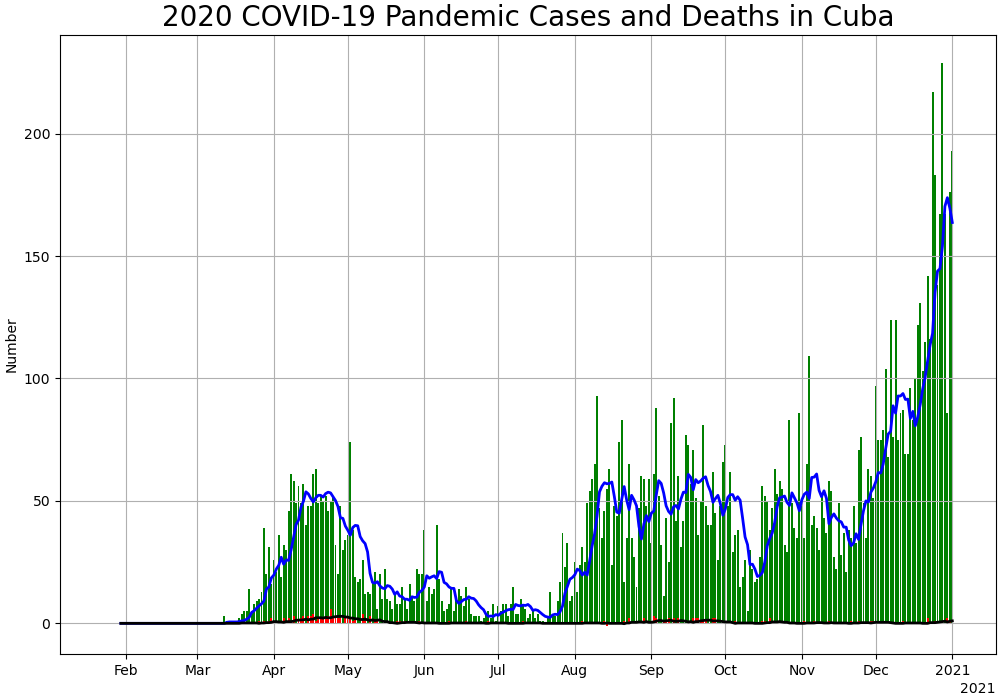 2020 COVID-19 Pandemic Cases and Deaths in Cuba
Number
200
150
100
50
0
Feb
Mar
Apr
May
Jun
Jul
Aug
Sep
Oct
Nov
Dec
2021
2021